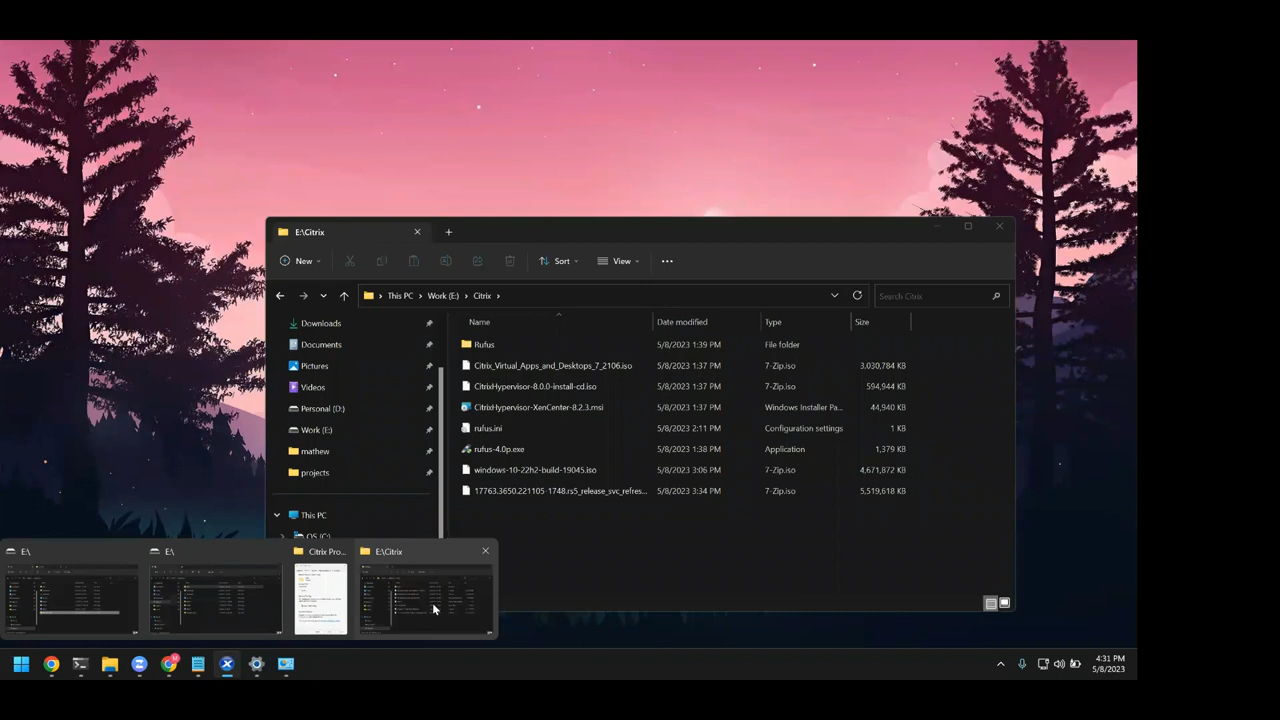 E:\Citrix
New
Sort
View
This PC
Work (E:)
Citrix
Search Citrix
Downloads
Documents
Pictures
Videos
Personal (D:)
Work (E:)
mathew
projects
This PC
OS (C:)
Name Date modified Type Size
Rufus 5/8/2023 1:39 PM File folder
Citrix_Virtual_Apps_and_Desktops_7_2106.iso 5/8/2023 1:37 PM 7-Zip.iso 3,030,784 KB
CitrixHypervisor-8.0.0-install-cd.iso 5/8/2023 1:37 PM 7-Zip.iso 594,944 KB
CitrixHypervisor-XenCenter-8.2.3.msi 5/8/2023 1:37 PM Windows Installer Pa... 44,940 KB
rufus.ini 5/8/2023 2:11 PM Configuration settings 1 KB
rufus-4.0p.exe 5/8/2023 1:38 PM Application 1,379 KB
windows-10-22h2-build-19045.iso 5/8/2023 3:06 PM 7-Zip.iso 4,671,872 KB
17763.3650.221105-1748.rs5_release_svc_refres... 5/8/2023 3:34 PM 7-Zip.iso 5,519,618 KB
E:\
E:\
Citrix Pro...
E:\Citrix
4:31 PM
5/8/2023